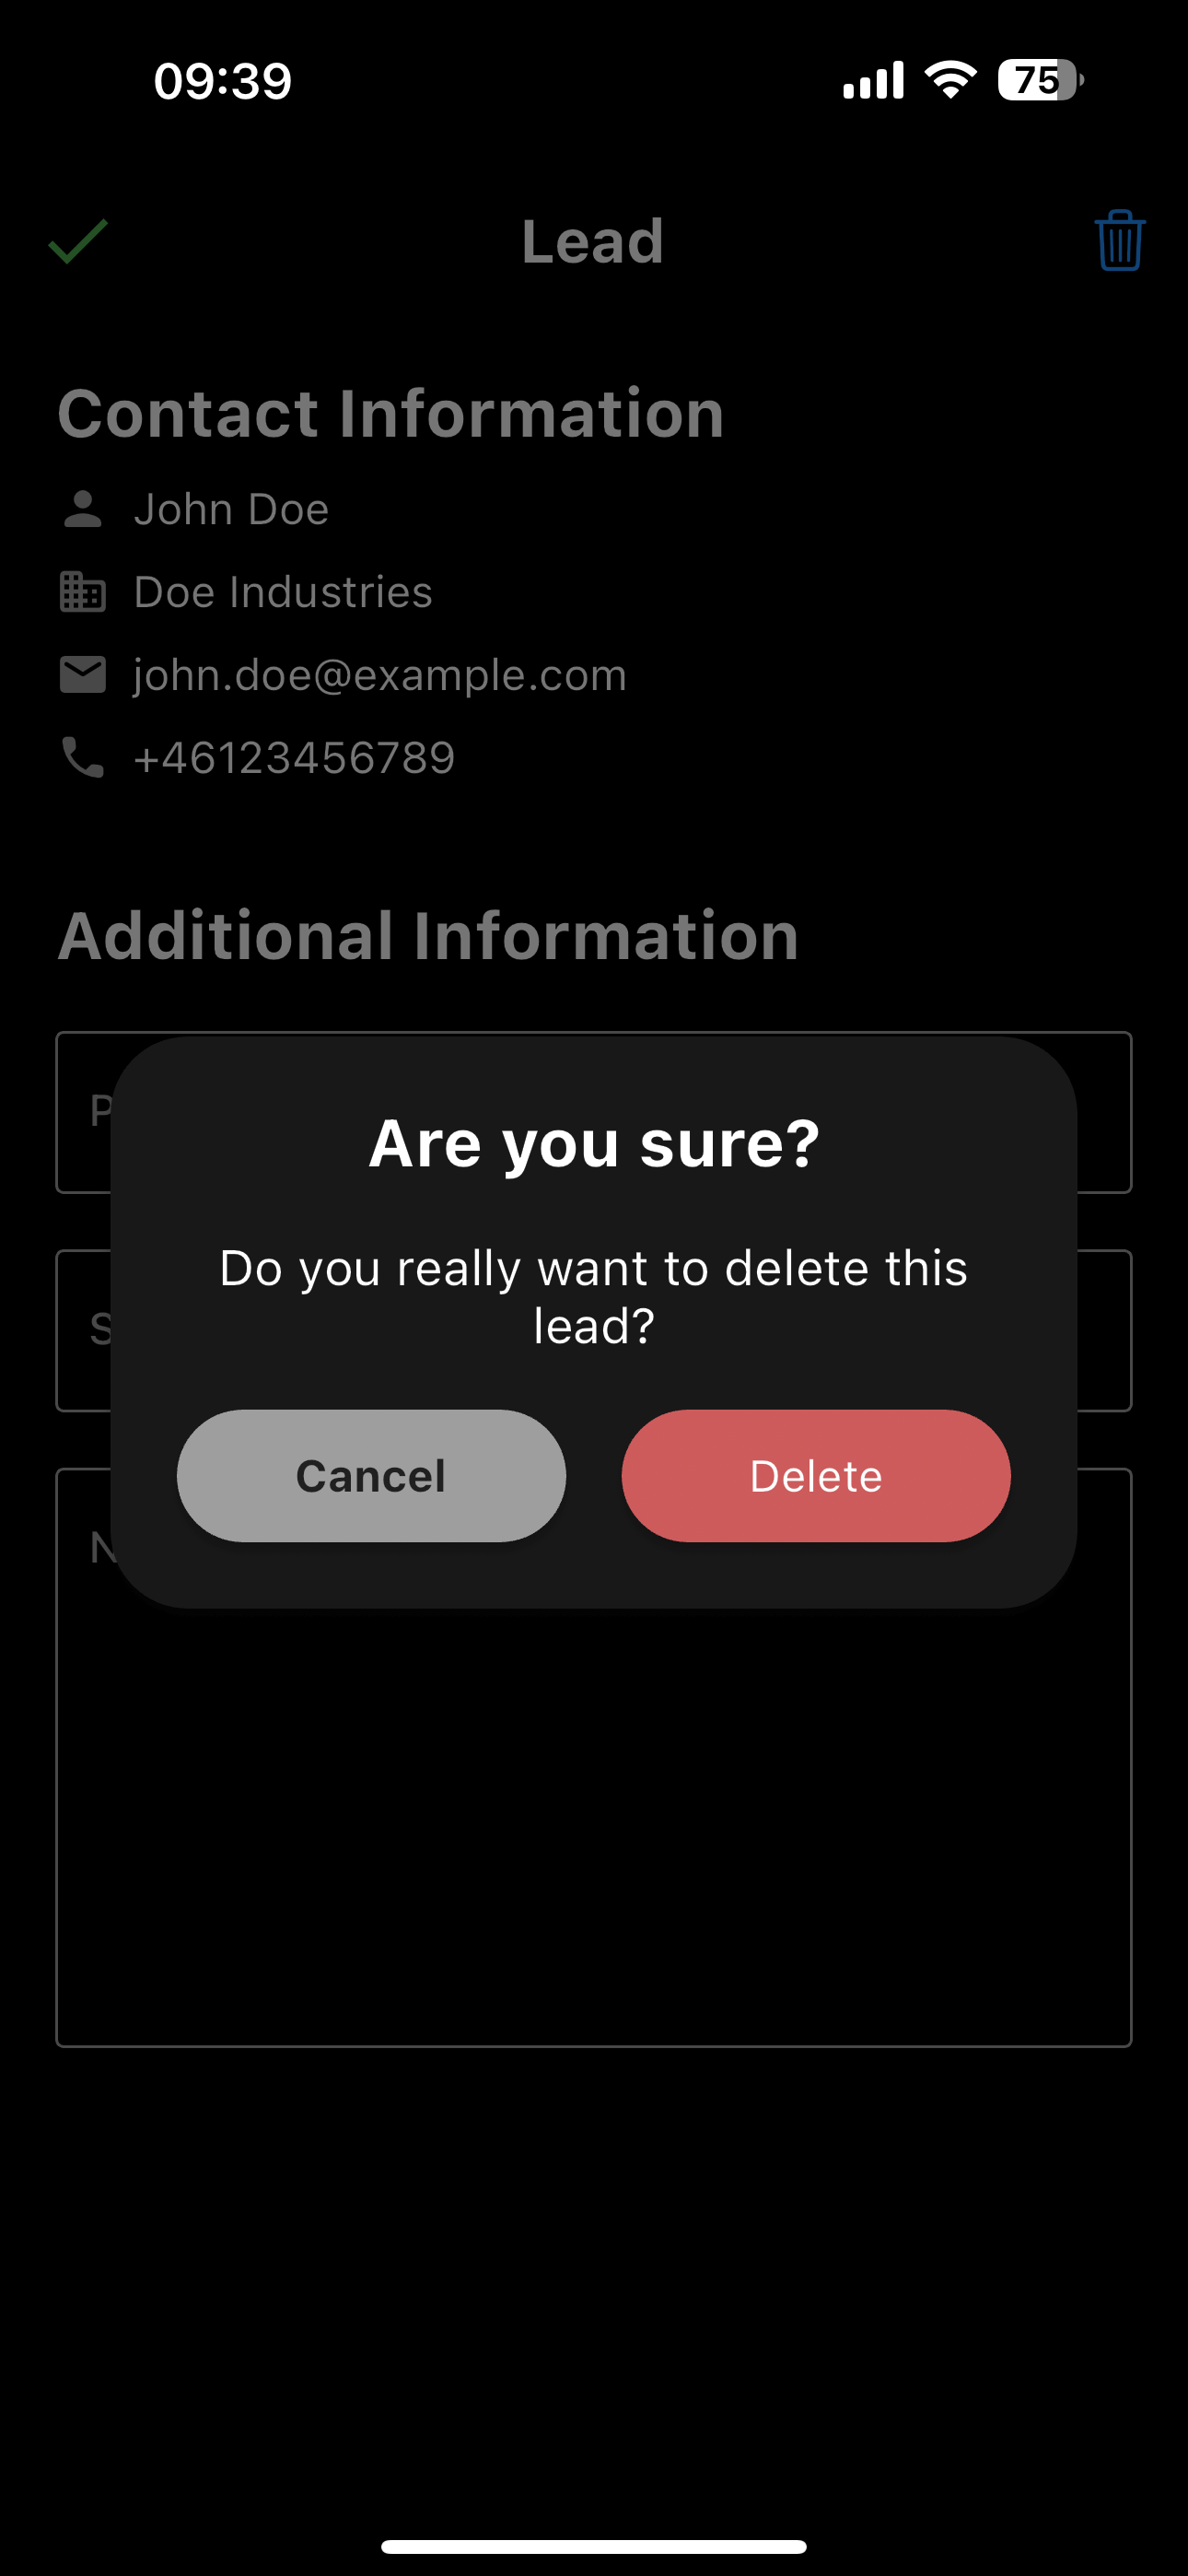 09:39
75
Lead
Contact Information
John Doe
Doe Industries
john.doe@example.com
+46123456789
Additional Information
Are you sure?
Do you really want to delete this
lead?
Cancel
Delete